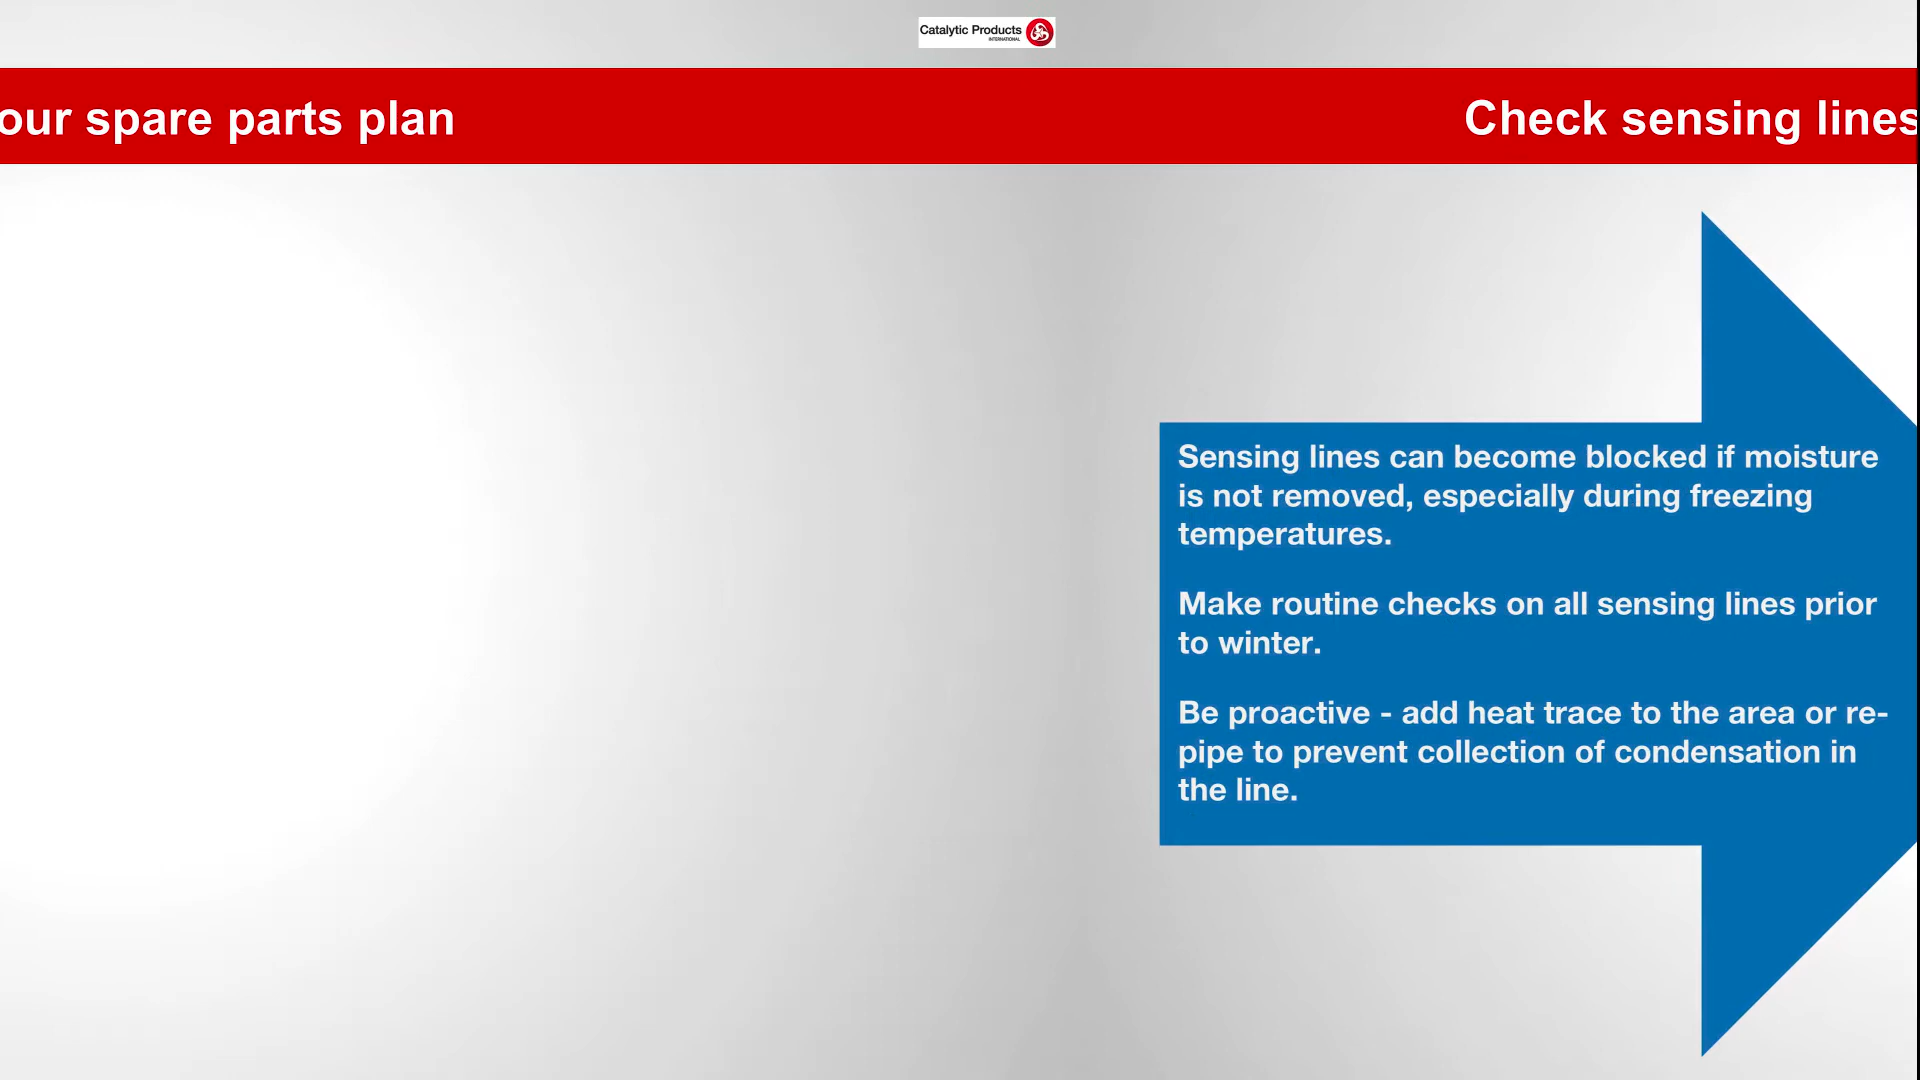 Catalytic Products
INTERNATIONAL
our spare parts plan
Check sensing lines
Sensing lines can become blocked if moisture
is not removed, especially during freezing
temperatures.
Make routine checks on all sensing lines prior
to winter.
Be proactive - add heat trace to the area or re-
pipe to prevent collection of condensation in
the line.